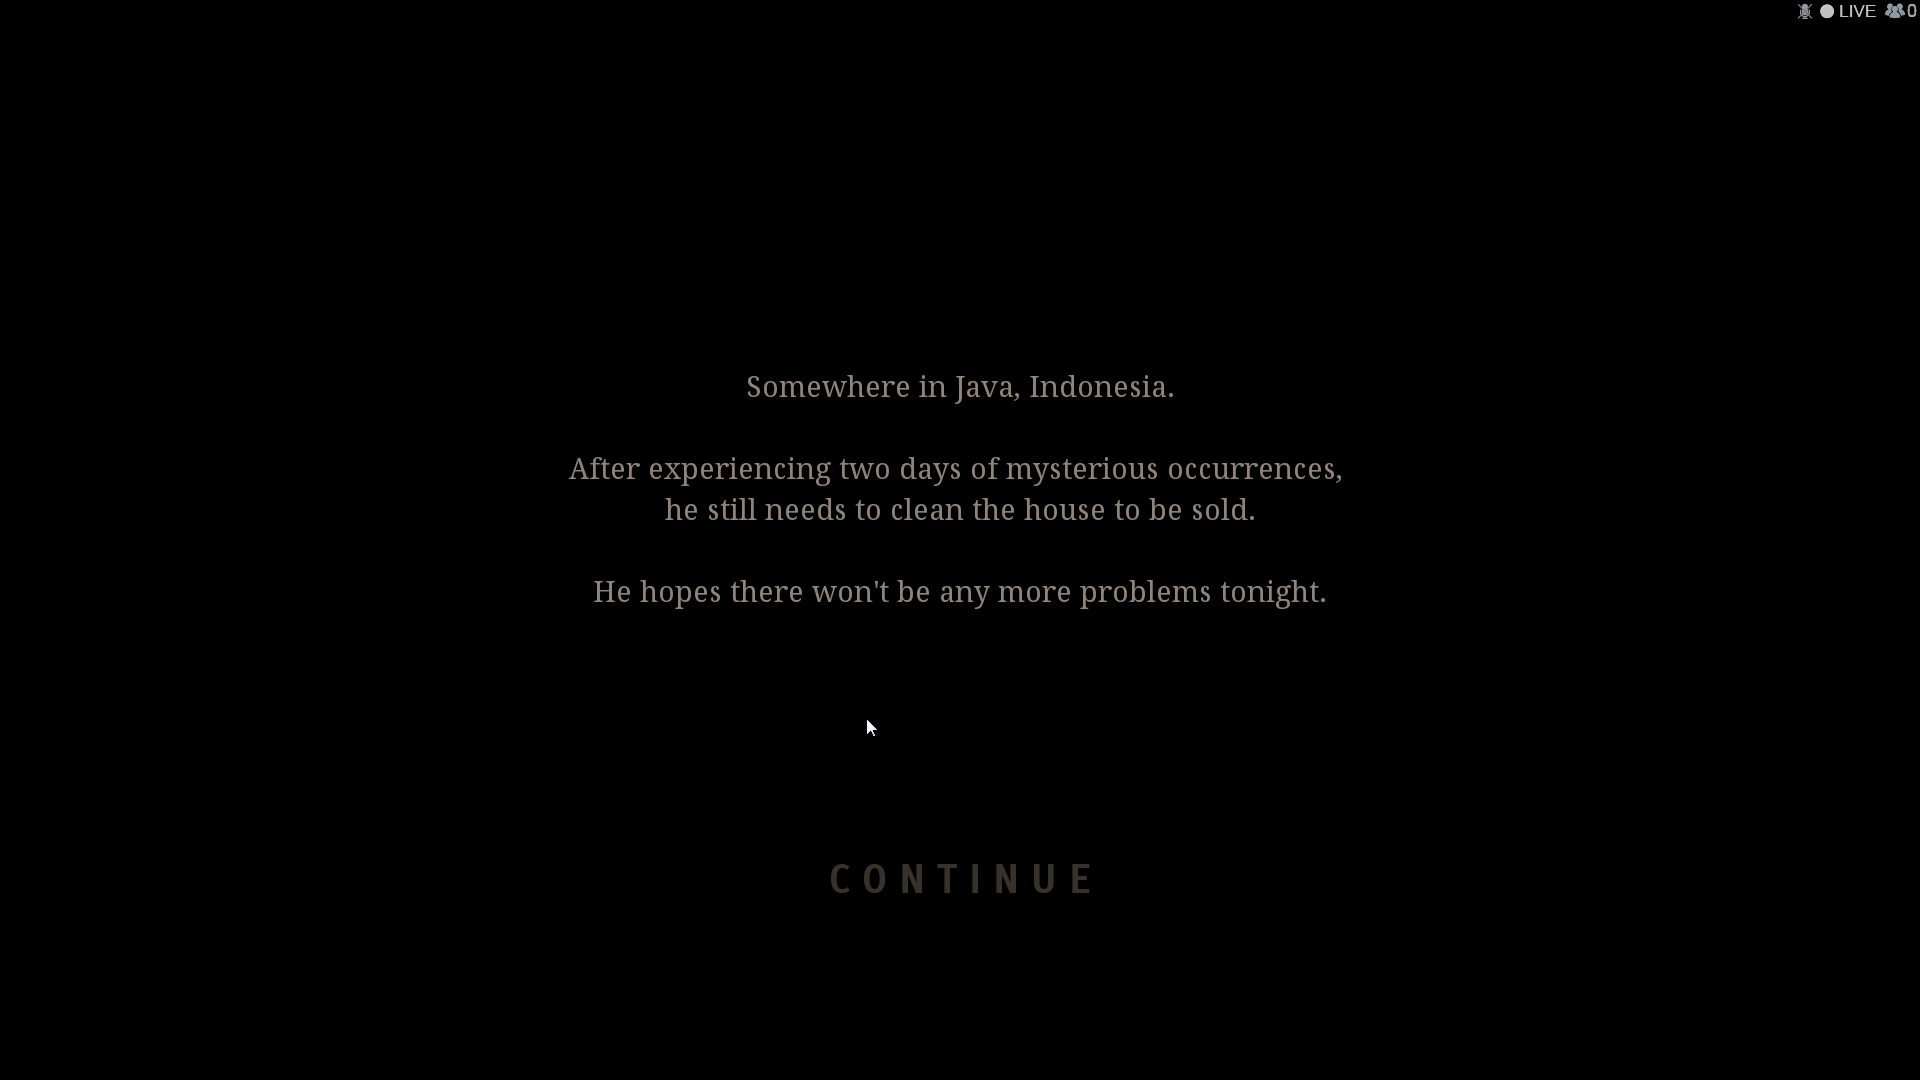 LIVE 0
Somewhere in Java, Indonesia.
After experiencing two days of mysterious occurrences,
he still needs to clean the house to be sold.
He hopes there won't be any more problems tonight.
CONTINUE